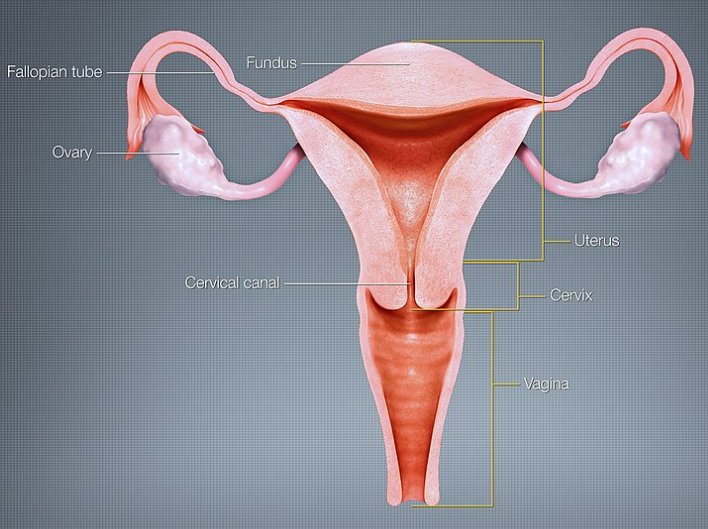 Fundus
Fallopian tube
Ovary
Uterus
Cervical canal
Cervix
Vagina